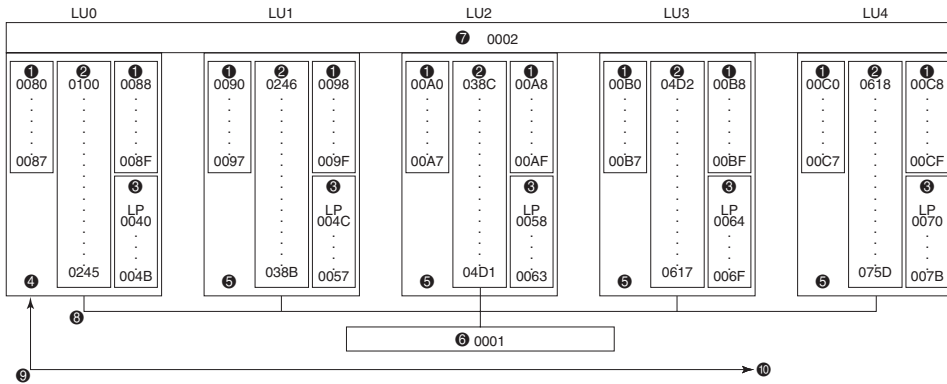 LU0 LU1 LU2 LU3 LU4
❼ 0002
❶ ❷ ❶ ❶ ❷ ❶ ❶ ❷ ❶ ❶ ❷ ❶ ❶ ❷ ❶
0080 0100 0088 0090 0246 0098 00A0 038C 00A8 00B0 04D2 00B8 00C0 0618 00C8
0087 008F 0097 009F 00A7 00AF 00B7 00BF 00C7 00CF
❸ ❸ ❸ ❸ ❸
LP LP LP LP LP
0040 004C 0058 0064 0070
❹ 0245 004B ❺ 038B 0057 ❺ 04D1 0063 ❺ 0617 006F ❺ 075D 007B
❽
❻ 0001
❾ ❿